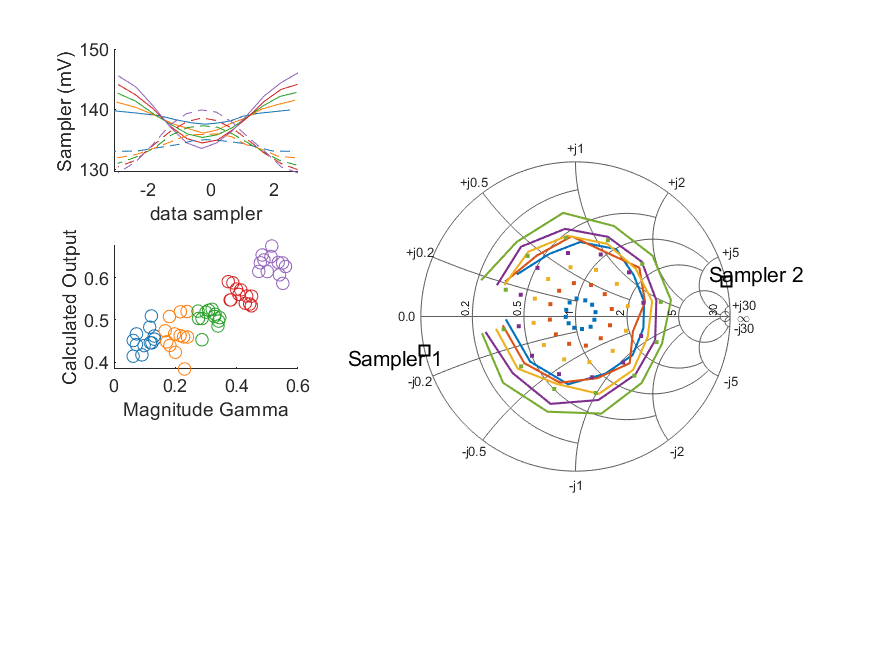 150
140
130
Sampler (mV)
-2 0 2
data sampler
0.6
0.5
0.4
Calculated Output
0 0.2 0.4 0.6
Magnitude Gamma
+j1
+j0.5 +j2
+j0.2 +j5
Sampler 2
0.0 0.2 0.5 1 2 5 30 +j30
∞
-j30
Sampler 1
-j0.2 -j5
-j0.5 -j2
-j1